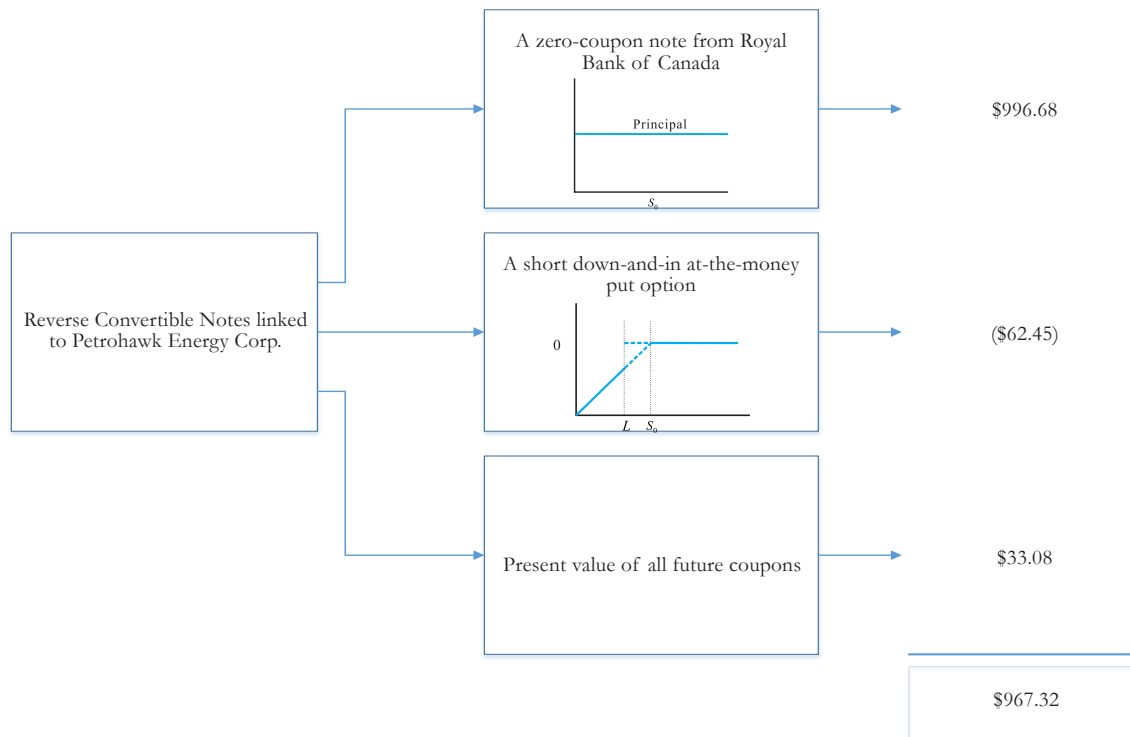 A zero-coupon note from Royal
Bank of Canada
Principal
S₀
$996.68
Reverse Convertible Notes linked
to Petrohawk Energy Corp.
A short down-and-in at-the-money
put option
0
L S₀
($62.45)
Present value of all future coupons
$33.08
$967.32